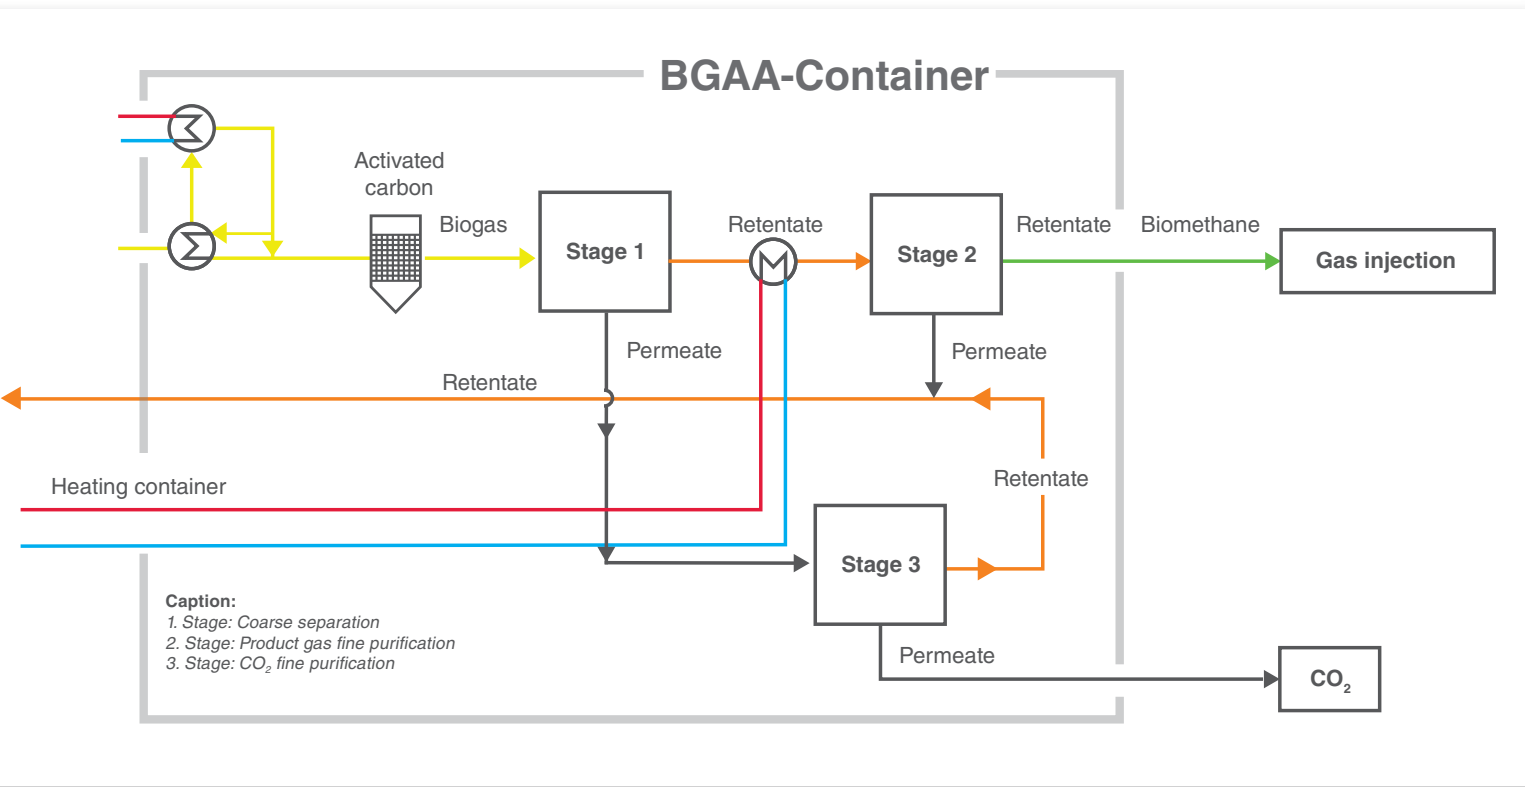 BGAA-Container
Activated
carbon
Biogas
Stage 1
Retentate
Stage 2
Retentate
Biomethane
Gas injection
Permeate
Permeate
Retentate
Retentate
Heating container
Stage 3
Caption:
1. Stage: Coarse separation
2. Stage: Product gas fine purification
3. Stage: CO₂ fine purification
Permeate
CO₂